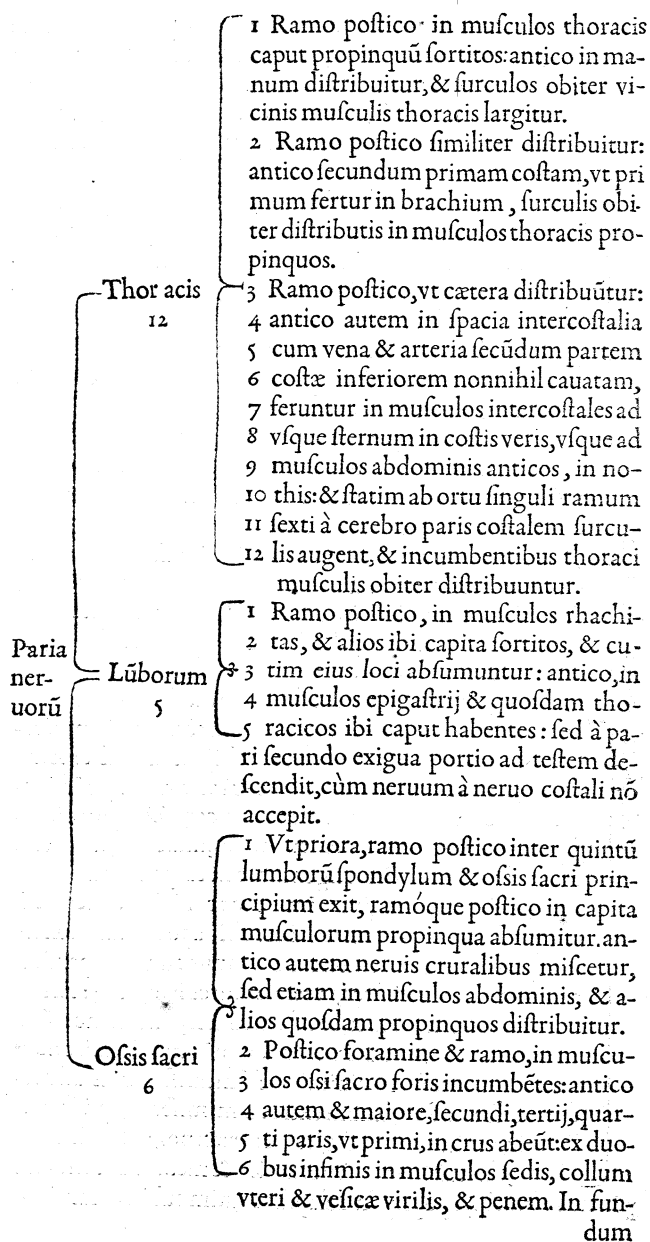 1 Ramo poſtico in muſculos thoracis
caput propinquū ſortitos:antico in ma-
num diſtribuitur,& ſurculos obiter vi-
cinis muſculis thoracis largitur.
2 Ramo poſtico ſimiliter diſtribuitur:
antico ſecundum primam coſtam,vt pri
mum fertur in brachium, ſurculis obi-
ter diſtributis in muſculos thoracis pro-
pinquos.
Thoracis
12
3 Ramo poſtico,vt cætera diſtribuūtur:
4 antico autem in ſpacia intercoſtalia
5 cum vena & arteria ſecūdum partem
6 coſtæ inferiorem nonnihil cauatam,
7 feruntur in muſculos intercoſtales ad
8 vſque ſternum in coſtis veris,vſque ad
9 muſculos abdominis anticos, in no-
10 this:& ſtatim ab ortu ſinguli ramum
11 ſexti à cerebro paris coſtalem ſurcu-
12 lis augent,& incumbentibus thoraci
muſculis obiter diſtribuuntur.
Paria
ner-
uorū
Lūborum
5
1 Ramo poſtico, in muſculos rhachi-
2 tas, & alios ibi capita ſortitos, & cu-
3 tim eius loci abſumuntur: antico,in
4 muſculos epigaſtrij & quoſdam tho-
5 racicos ibi caput habentes: ſed à pa-
ri ſecundo exigua portio ad teſtem de-
ſcendit,cùm neruum à neruo coſtali nō
accepit.
Oſsis ſacri
6
1 Vt priora,ramo poſtico inter quintū
lumborū ſpondylum & oſsis ſacri prin-
cipium exit, ramóque poſtico in capita
muſculorum propinqua abſumitur.an-
tico autem neruis cruralibus miſcetur,
ſed etiam in muſculos abdominis, & a-
lios quoſdam propinquos diſtribuitur.
2 Poſtico foramine & ramo,in muſcu-
3 los oſsi ſacro foris incumbētes:antico
4 autem & maiore,ſecundi,tertij,quar-
5 ti paris,vt primi,in crus abeūt:ex duo-
6 bus infimis in muſculos ſedis, collum
vteri & veſicæ virilis, & penem. In fun-
dum